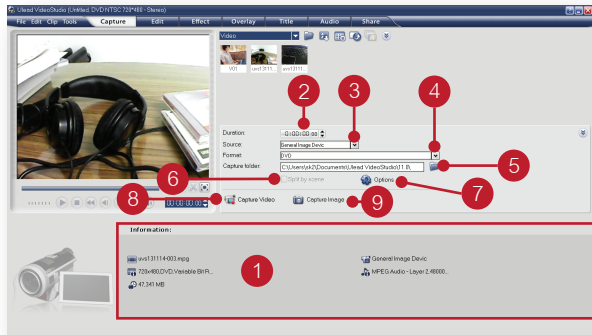 Ulead VideoStudio (Untitled, DVD NTSC 720*480 - Stereo)
File Edit Clip Tools Capture Edit Effect Overlay Title Audio Share
Video
V01 uvs13111... uvs13111...
2 3 4
Duration: 0:00:00:00
Source: General Image Devic
Format: DVD
Capture folder: C:\Users\sk2\Documents\Ulead VideoStudio\11.0\ 5
6 Split by scene Options 7
00:00:00:00
8 Capture Video Capture Image 9
Information:
uvs131114-003.mpg General Image Devic
720x480,DVD,Variable Bit R... MPEG Audio - Layer 2.48000...
47,341 MB
1